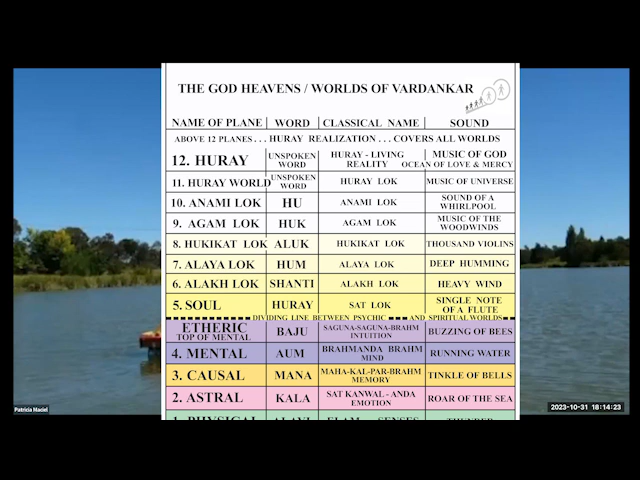 THE GOD HEAVENS / WORLDS OF VARDANKAR
NAME OF PLANE WORD CLASSICAL NAME SOUND
ABOVE 12 PLANES . . . HURAY REALIZATION . . . COVERS ALL WORLDS
12. HURAY UNSPOKEN WORD HURAY - LIVING REALITY MUSIC OF GOD OCEAN OF LOVE & MERCY
11. HURAY WORLD UNSPOKEN WORD HURAY LOK MUSIC OF UNIVERSE
10. ANAMI LOK HU ANAMI LOK SOUND OF A WHIRLPOOL
9. AGAM LOK HUK AGAM LOK MUSIC OF THE WOODWINDS
8. HUKIKAT LOK ALUK HUKIKAT LOK THOUSAND VIOLINS
7. ALAYA LOK HUM ALAYA LOK DEEP HUMMING
6. ALAKH LOK SHANTI ALAKH LOK HEAVY WIND
5. SOUL HURAY SAT LOK SINGLE NOTE OF A FLUTE
DIVIDING LINE BETWEEN PSYCHIC AND SPIRITUAL WORLDS
ETHERIC TOP OF MENTAL BAJU SAGUNA-SAGUNA-BRAHM INTUITION BUZZING OF BEES
4. MENTAL AUM BRAHMANDA BRAHM MIND RUNNING WATER
3. CAUSAL MANA MAHA-KAL-PAR-BRAHM MEMORY TINKLE OF BELLS
2. ASTRAL KALA SAT KANWAL - ANDA EMOTION ROAR OF THE SEA
Patricia Maciel
2023-10-31 18:14:23